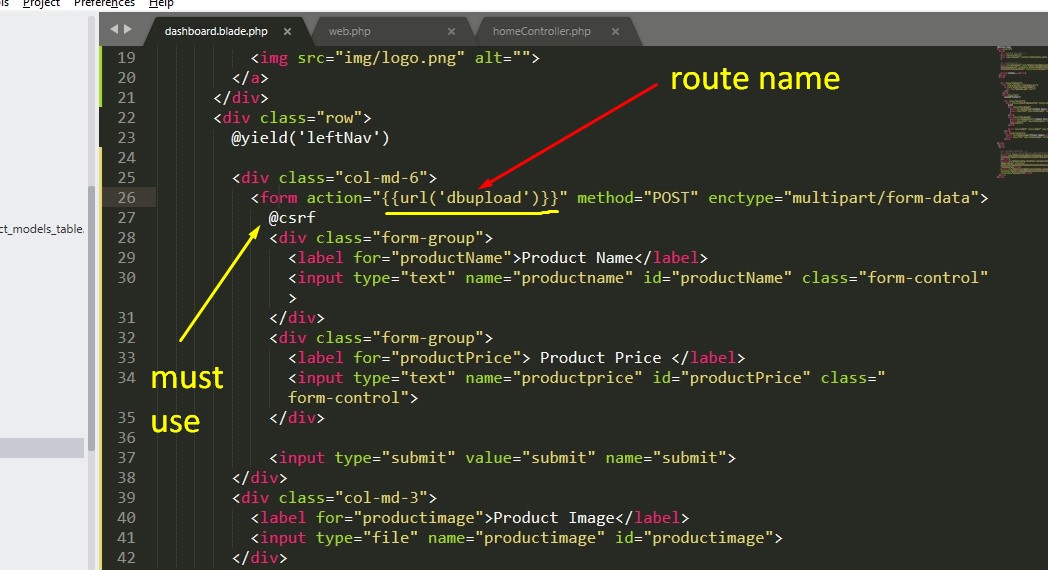 ls Project Preferences Help
dashboard.blade.php × web.php × homeController.php ×
19 <img src="img/logo.png" alt="">
20 </a>
21 </div>
22 <div class="row">
23 @yield('leftNav')
24
25 <div class="col-md-6">
26 <form action="{{url('dbupload')}}" method="POST" enctype="multipart/form-data">
27 @csrf
28 <div class="form-group">
29 <label for="productName">Product Name</label>
30 <input type="text" name="productname" id="productName" class="form-control"
>
31 </div>
32 <div class="form-group">
33 <label for="productPrice"> Product Price </label>
34 <input type="text" name="productprice" id="productPrice" class="
form-control">
35 </div>
36
37 <input type="submit" value="submit" name="submit">
38 </div>
39 <div class="col-md-3">
40 <label for="productimage">Product Image</label>
41 <input type="file" name="productimage" id="productimage">
42 </div>
route name
must
use
ct_models_table.